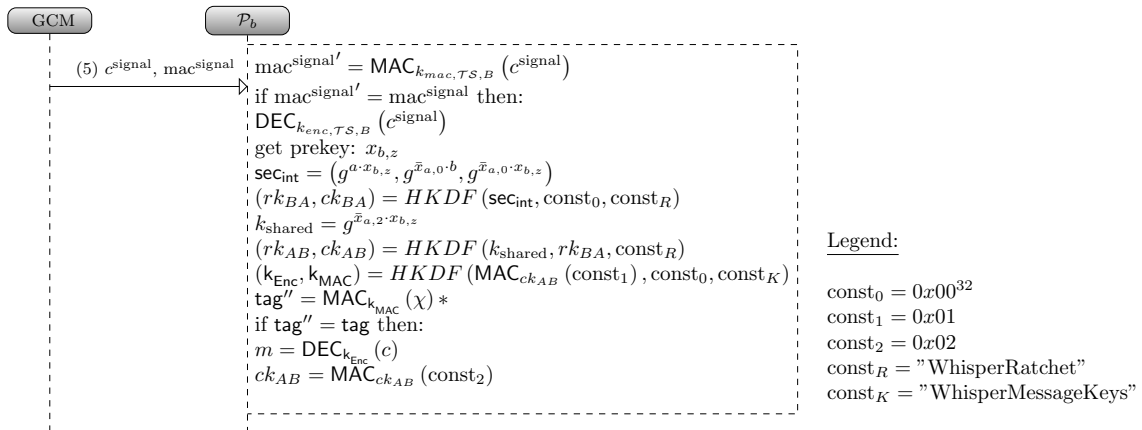 GCM
𝒫_b
(5) c^signal, mac^signal
mac^signal′ = MAC_{k_{mac,𝒯𝒮,B}} (c^signal)
if mac^signal′ = mac^signal then:
DEC_{k_{enc,𝒯𝒮,B}} (c^signal)
get prekey: x_{b,z}
sec_int = (g^{a·x_{b,z}}, g^{x̄_{a,0}·b}, g^{x̄_{a,0}·x_{b,z}})
(rk_{BA}, ck_{BA}) = HKDF (sec_int, const_0, const_R)
k_shared = g^{x̄_{a,2}·x_{b,z}}
(rk_{AB}, ck_{AB}) = HKDF (k_shared, rk_{BA}, const_R)
(k_Enc, k_MAC) = HKDF (MAC_{ck_{AB}} (const_1) , const_0, const_K)
tag′′ = MAC_{k_MAC} (χ) ∗
if tag′′ = tag then:
m = DEC_{k_Enc} (c)
ck_{AB} = MAC_{ck_{AB}} (const_2)
Legend:
const_0 = 0x00^32
const_1 = 0x01
const_2 = 0x02
const_R = ”WhisperRatchet”
const_K = ”WhisperMessageKeys”